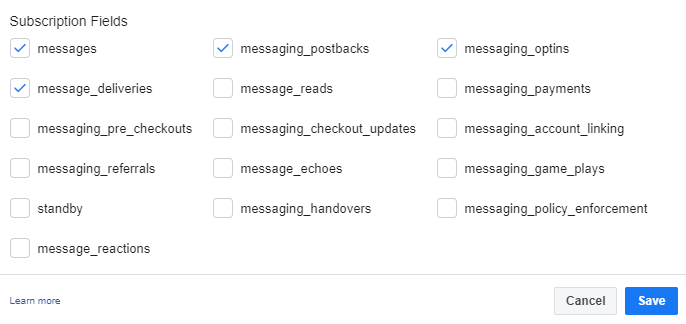 Subscription Fields
messages messaging_postbacks messaging_optins
message_deliveries message_reads messaging_payments
messaging_pre_checkouts messaging_checkout_updates messaging_account_linking
messaging_referrals message_echoes messaging_game_plays
standby messaging_handovers messaging_policy_enforcement
message_reactions
Learn more Cancel Save